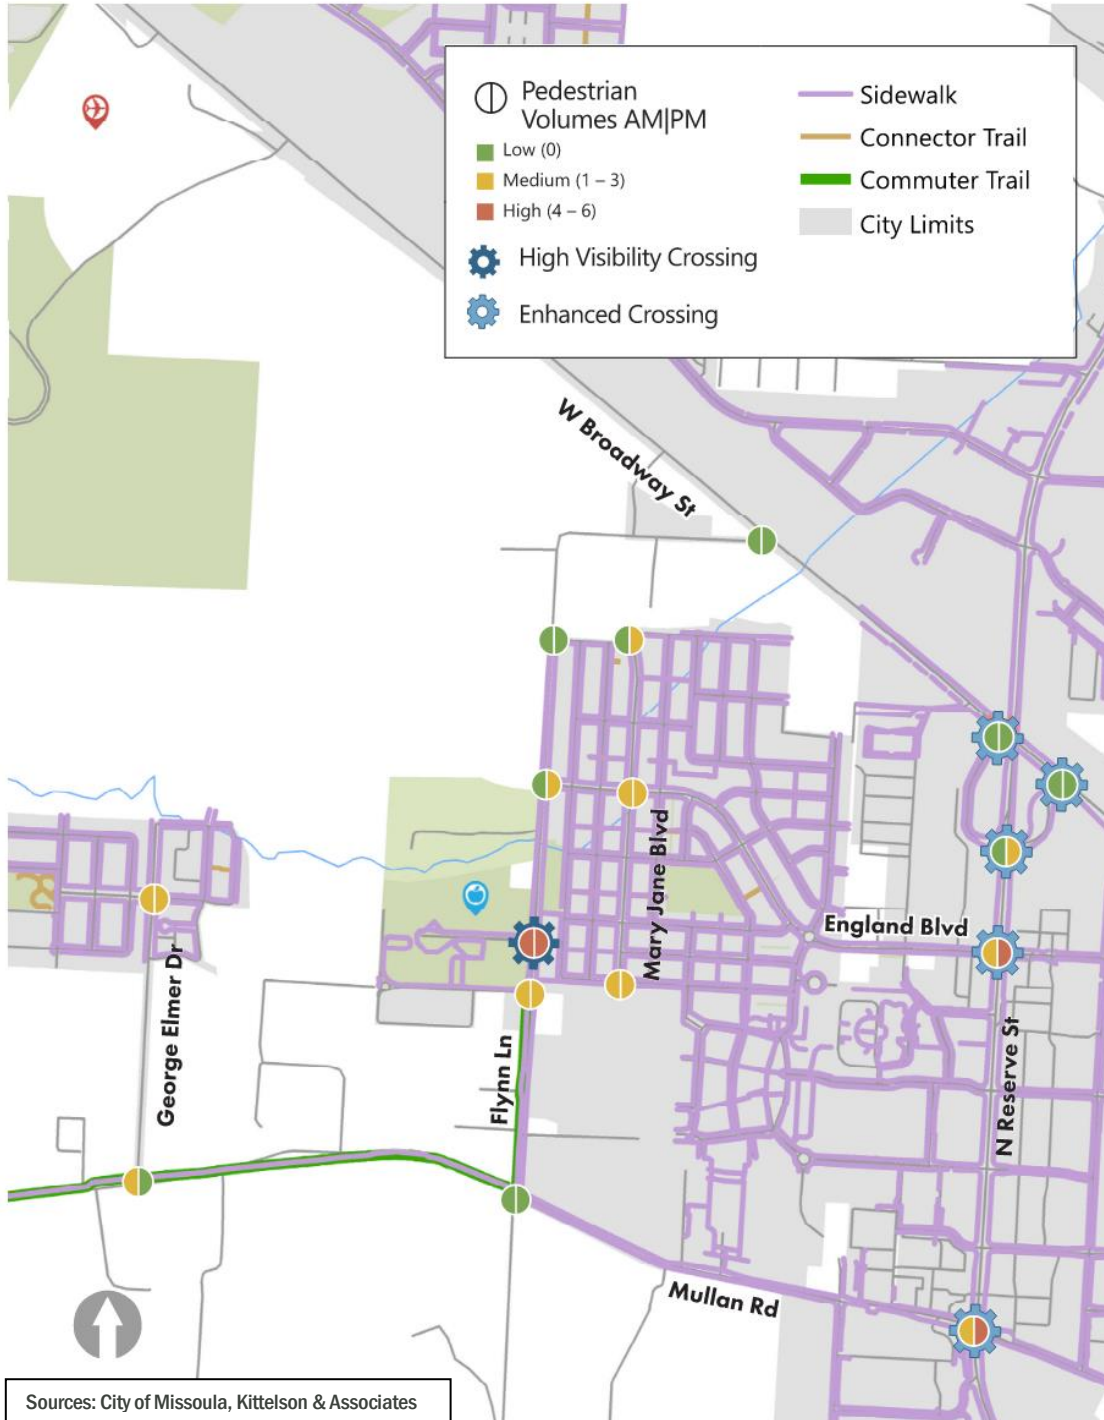 Pedestrian
Volumes AM|PM
Low (0)
Medium (1 – 3)
High (4 – 6)
High Visibility Crossing
Enhanced Crossing
Sidewalk
Connector Trail
Commuter Trail
City Limits
W Broadway St
Mary Jane Blvd
England Blvd
George Elmer Dr
Flynn Ln
N Reserve St
Mullan Rd
Sources: City of Missoula, Kittelson & Associates